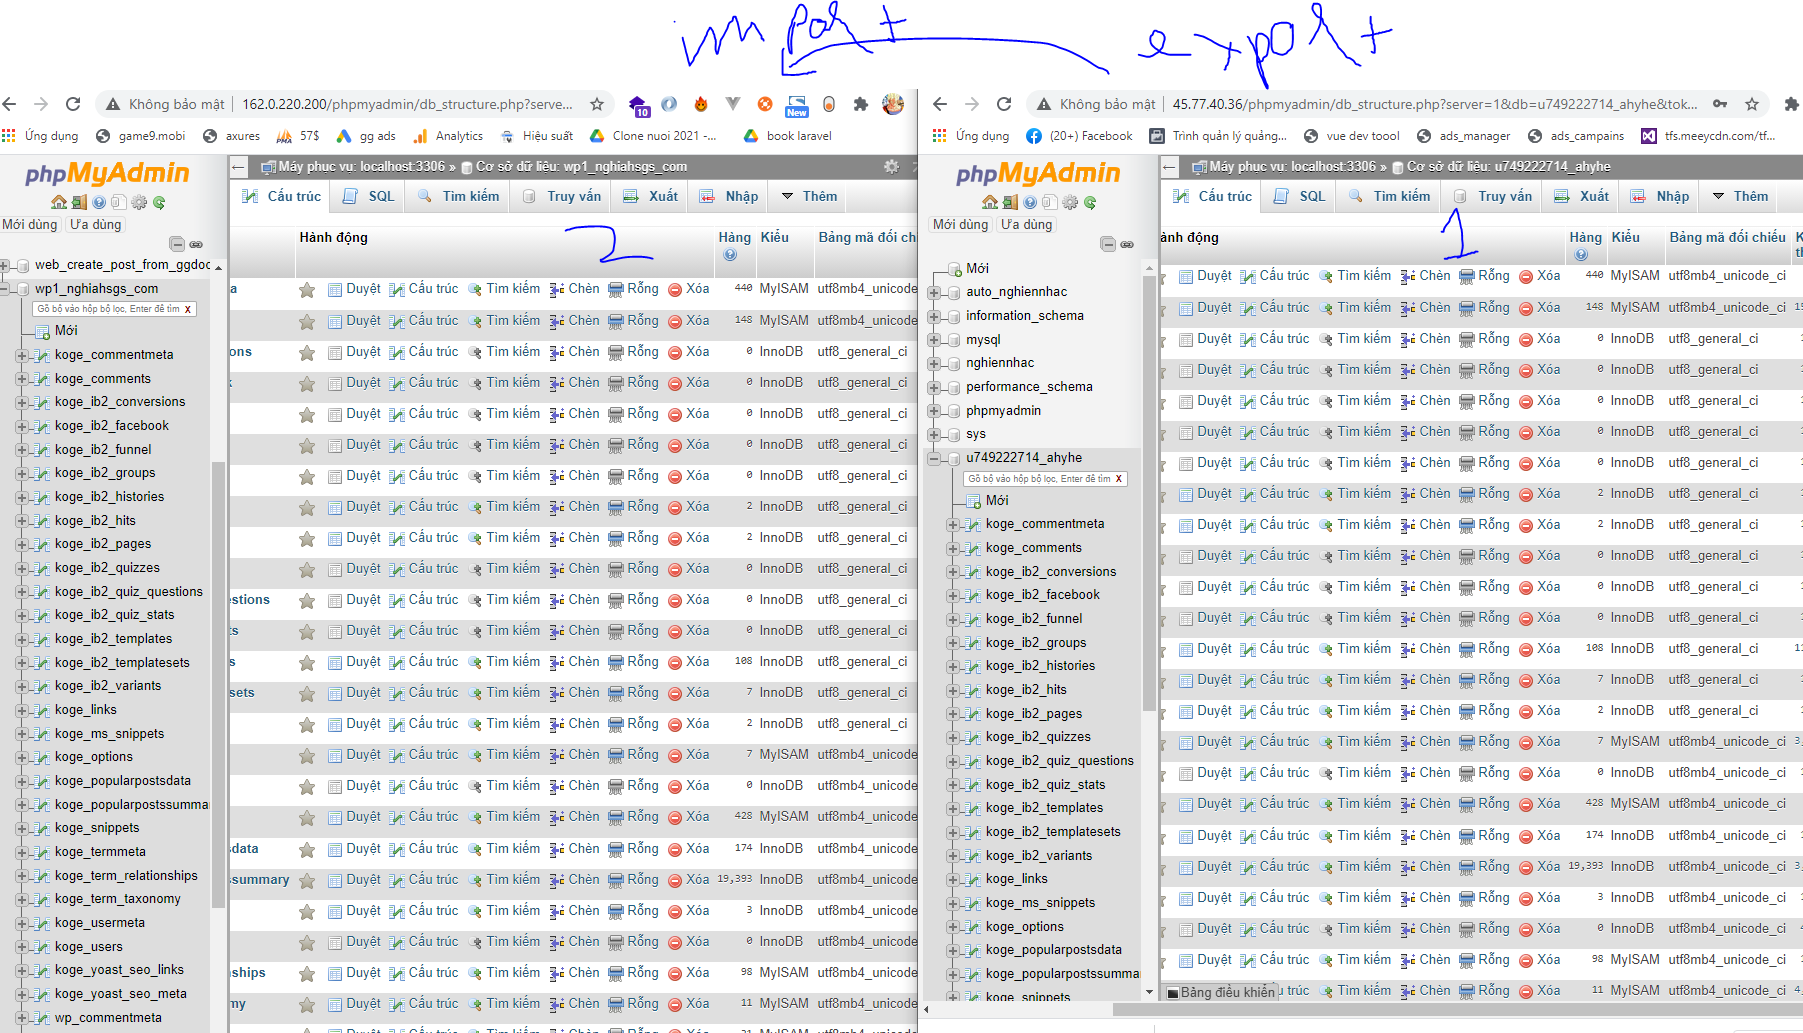 import export
162.0.220.200/phpmyadmin/db_structure.php?serve...
Không bảo mật
10
New
Ứng dụng
game9.mobi
axures
57$
gg ads
Analytics
Hiệu suất
Clone nuoi 2021 -...
book laravel
phpMyAdmin
Mới dùng Ưa dùng
web_create_post_from_ggdoc
wp1_nghiahsgs_com
Gõ bộ vào hộp bộ lọc, Enter để tìm X
Mới
koge_commentmeta
koge_comments
koge_ib2_conversions
koge_ib2_facebook
koge_ib2_funnel
koge_ib2_groups
koge_ib2_histories
koge_ib2_hits
koge_ib2_pages
koge_ib2_quizzes
koge_ib2_quiz_questions
koge_ib2_quiz_stats
koge_ib2_templates
koge_ib2_templatesets
koge_ib2_variants
koge_links
koge_ms_snippets
koge_options
koge_popularpostsdata
koge_popularpostssumma
koge_snippets
koge_termmeta
koge_term_relationships
koge_term_taxonomy
koge_usermeta
koge_users
koge_yoast_seo_links
koge_yoast_seo_meta
wp_commentmeta
Máy phục vụ: localhost:3306 » Cơ sở dữ liệu: wp1_nghiahsgs_com
Cấu trúc SQL Tìm kiếm Truy vấn Xuất Nhập Thêm
Hành động 2 Hàng Kiểu Bảng mã đối ch
a Duyệt Cấu trúc Tìm kiếm Chèn Rỗng Xóa 440 MyISAM utf8mb4_unicode
Duyệt Cấu trúc Tìm kiếm Chèn Rỗng Xóa 148 MyISAM utf8mb4_unicode
ons Duyệt Cấu trúc Tìm kiếm Chèn Rỗng Xóa 0 InnoDB utf8_general_ci
k Duyệt Cấu trúc Tìm kiếm Chèn Rỗng Xóa 0 InnoDB utf8_general_ci
Duyệt Cấu trúc Tìm kiếm Chèn Rỗng Xóa 0 InnoDB utf8_general_ci
Duyệt Cấu trúc Tìm kiếm Chèn Rỗng Xóa 0 InnoDB utf8_general_ci
Duyệt Cấu trúc Tìm kiếm Chèn Rỗng Xóa 0 InnoDB utf8_general_ci
Duyệt Cấu trúc Tìm kiếm Chèn Rỗng Xóa 2 InnoDB utf8_general_ci
Duyệt Cấu trúc Tìm kiếm Chèn Rỗng Xóa 2 InnoDB utf8_general_ci
Duyệt Cấu trúc Tìm kiếm Chèn Rỗng Xóa 0 InnoDB utf8_general_ci
estions Duyệt Cấu trúc Tìm kiếm Chèn Rỗng Xóa 0 InnoDB utf8_general_ci
ts Duyệt Cấu trúc Tìm kiếm Chèn Rỗng Xóa 0 InnoDB utf8_general_ci
s Duyệt Cấu trúc Tìm kiếm Chèn Rỗng Xóa 108 InnoDB utf8_general_ci
sets Duyệt Cấu trúc Tìm kiếm Chèn Rỗng Xóa 7 InnoDB utf8_general_ci
Duyệt Cấu trúc Tìm kiếm Chèn Rỗng Xóa 2 InnoDB utf8_general_ci
Duyệt Cấu trúc Tìm kiếm Chèn Rỗng Xóa 7 MyISAM utf8mb4_unicode
Duyệt Cấu trúc Tìm kiếm Chèn Rỗng Xóa 0 InnoDB utf8mb4_unicode
Duyệt Cấu trúc Tìm kiếm Chèn Rỗng Xóa 428 MyISAM utf8mb4_unicode
sdata Duyệt Cấu trúc Tìm kiếm Chèn Rỗng Xóa 174 InnoDB utf8mb4_unicode
summary Duyệt Cấu trúc Tìm kiếm Chèn Rỗng Xóa 19,393 InnoDB utf8mb4_unicode
Duyệt Cấu trúc Tìm kiếm Chèn Rỗng Xóa 3 InnoDB utf8mb4_unicode
Duyệt Cấu trúc Tìm kiếm Chèn Rỗng Xóa 0 InnoDB utf8mb4_unicode
nships Duyệt Cấu trúc Tìm kiếm Chèn Rỗng Xóa 98 MyISAM utf8mb4_unicode
my Duyệt Cấu trúc Tìm kiếm Chèn Rỗng Xóa 11 MyISAM utf8mb4_unicode
Không bảo mật 45.77.40.36/phpmyadmin/db_structure.php?server=1&db=u749222714_ahyhe&tok...
Ứng dụng
(20+) Facebook
Trình quản lý quảng...
vue dev toool
ads_manager
ads_campains
tfs.meeycdn.com/tf...
phpMyAdmin
Mới dùng Ưa dùng
Mới
auto_nghiennhac
information_schema
mysql
nghiennhac
performance_schema
phpmyadmin
sys
u749222714_ahyhe
Gõ bộ vào hộp bộ lọc, Enter để tìm X
Mới
koge_commentmeta
koge_comments
koge_ib2_conversions
koge_ib2_facebook
koge_ib2_funnel
koge_ib2_groups
koge_ib2_histories
koge_ib2_hits
koge_ib2_pages
koge_ib2_quizzes
koge_ib2_quiz_questions
koge_ib2_quiz_stats
koge_ib2_templates
koge_ib2_templatesets
koge_ib2_variants
koge_links
koge_ms_snippets
koge_options
koge_popularpostsdata
koge_popularpostssumma
koge_snippets
Máy phục vụ: localhost:3306 » Cơ sở dữ liệu: u749222714_ahyhe
Cấu trúc SQL Tìm kiếm Truy vấn Xuất Nhập Thêm
ành động 1 Hàng Kiểu Bảng mã đối chiếu
Duyệt Cấu trúc Tìm kiếm Chèn Rỗng Xóa 440 MyISAM utf8mb4_unicode_ci
Duyệt Cấu trúc Tìm kiếm Chèn Rỗng Xóa 148 MyISAM utf8mb4_unicode_ci
Duyệt Cấu trúc Tìm kiếm Chèn Rỗng Xóa 0 InnoDB utf8_general_ci
Duyệt Cấu trúc Tìm kiếm Chèn Rỗng Xóa 0 InnoDB utf8_general_ci
Duyệt Cấu trúc Tìm kiếm Chèn Rỗng Xóa 0 InnoDB utf8_general_ci
Duyệt Cấu trúc Tìm kiếm Chèn Rỗng Xóa 0 InnoDB utf8_general_ci
Duyệt Cấu trúc Tìm kiếm Chèn Rỗng Xóa 0 InnoDB utf8_general_ci
Duyệt Cấu trúc Tìm kiếm Chèn Rỗng Xóa 2 InnoDB utf8_general_ci
Duyệt Cấu trúc Tìm kiếm Chèn Rỗng Xóa 2 InnoDB utf8_general_ci
Duyệt Cấu trúc Tìm kiếm Chèn Rỗng Xóa 0 InnoDB utf8_general_ci
Duyệt Cấu trúc Tìm kiếm Chèn Rỗng Xóa 0 InnoDB utf8_general_ci
Duyệt Cấu trúc Tìm kiếm Chèn Rỗng Xóa 0 InnoDB utf8_general_ci
Duyệt Cấu trúc Tìm kiếm Chèn Rỗng Xóa 108 InnoDB utf8_general_ci
Duyệt Cấu trúc Tìm kiếm Chèn Rỗng Xóa 7 InnoDB utf8_general_ci
Duyệt Cấu trúc Tìm kiếm Chèn Rỗng Xóa 2 InnoDB utf8_general_ci
Duyệt Cấu trúc Tìm kiếm Chèn Rỗng Xóa 7 MyISAM utf8mb4_unicode_ci
Duyệt Cấu trúc Tìm kiếm Chèn Rỗng Xóa 0 InnoDB utf8mb4_unicode_ci
Duyệt Cấu trúc Tìm kiếm Chèn Rỗng Xóa 428 MyISAM utf8mb4_unicode_ci
Duyệt Cấu trúc Tìm kiếm Chèn Rỗng Xóa 174 InnoDB utf8mb4_unicode_ci
Duyệt Cấu trúc Tìm kiếm Chèn Rỗng Xóa 19,393 InnoDB utf8mb4_unicode_ci
Duyệt Cấu trúc Tìm kiếm Chèn Rỗng Xóa 3 InnoDB utf8mb4_unicode_ci
Duyệt Cấu trúc Tìm kiếm Chèn Rỗng Xóa 0 InnoDB utf8mb4_unicode_ci
Duyệt Cấu trúc Tìm kiếm Chèn Rỗng Xóa 98 MyISAM utf8mb4_unicode_ci
Bảng điều khiển trúc Tìm kiếm Chèn Rỗng Xóa 11 MyISAM utf8mb4_unicode_ci